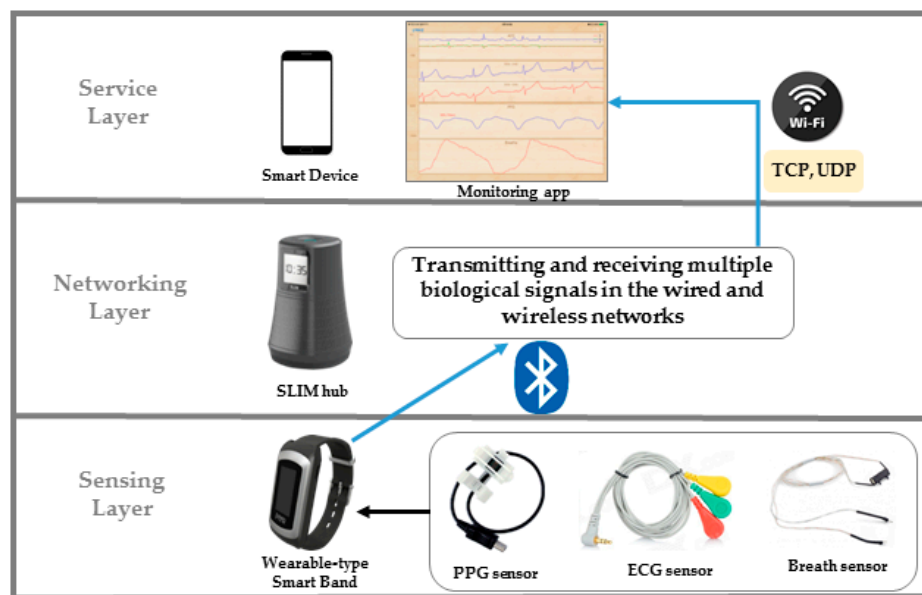 Service
Layer
Smart Device
Monitoring app
Wi-Fi
TCP, UDP
Networking
Layer
10:35
SLIM hub
Transmitting and receiving multiple
biological signals in the wired and
wireless networks
Sensing
Layer
Wearable-type
Smart Band
PPG sensor
ECG sensor
Breath sensor